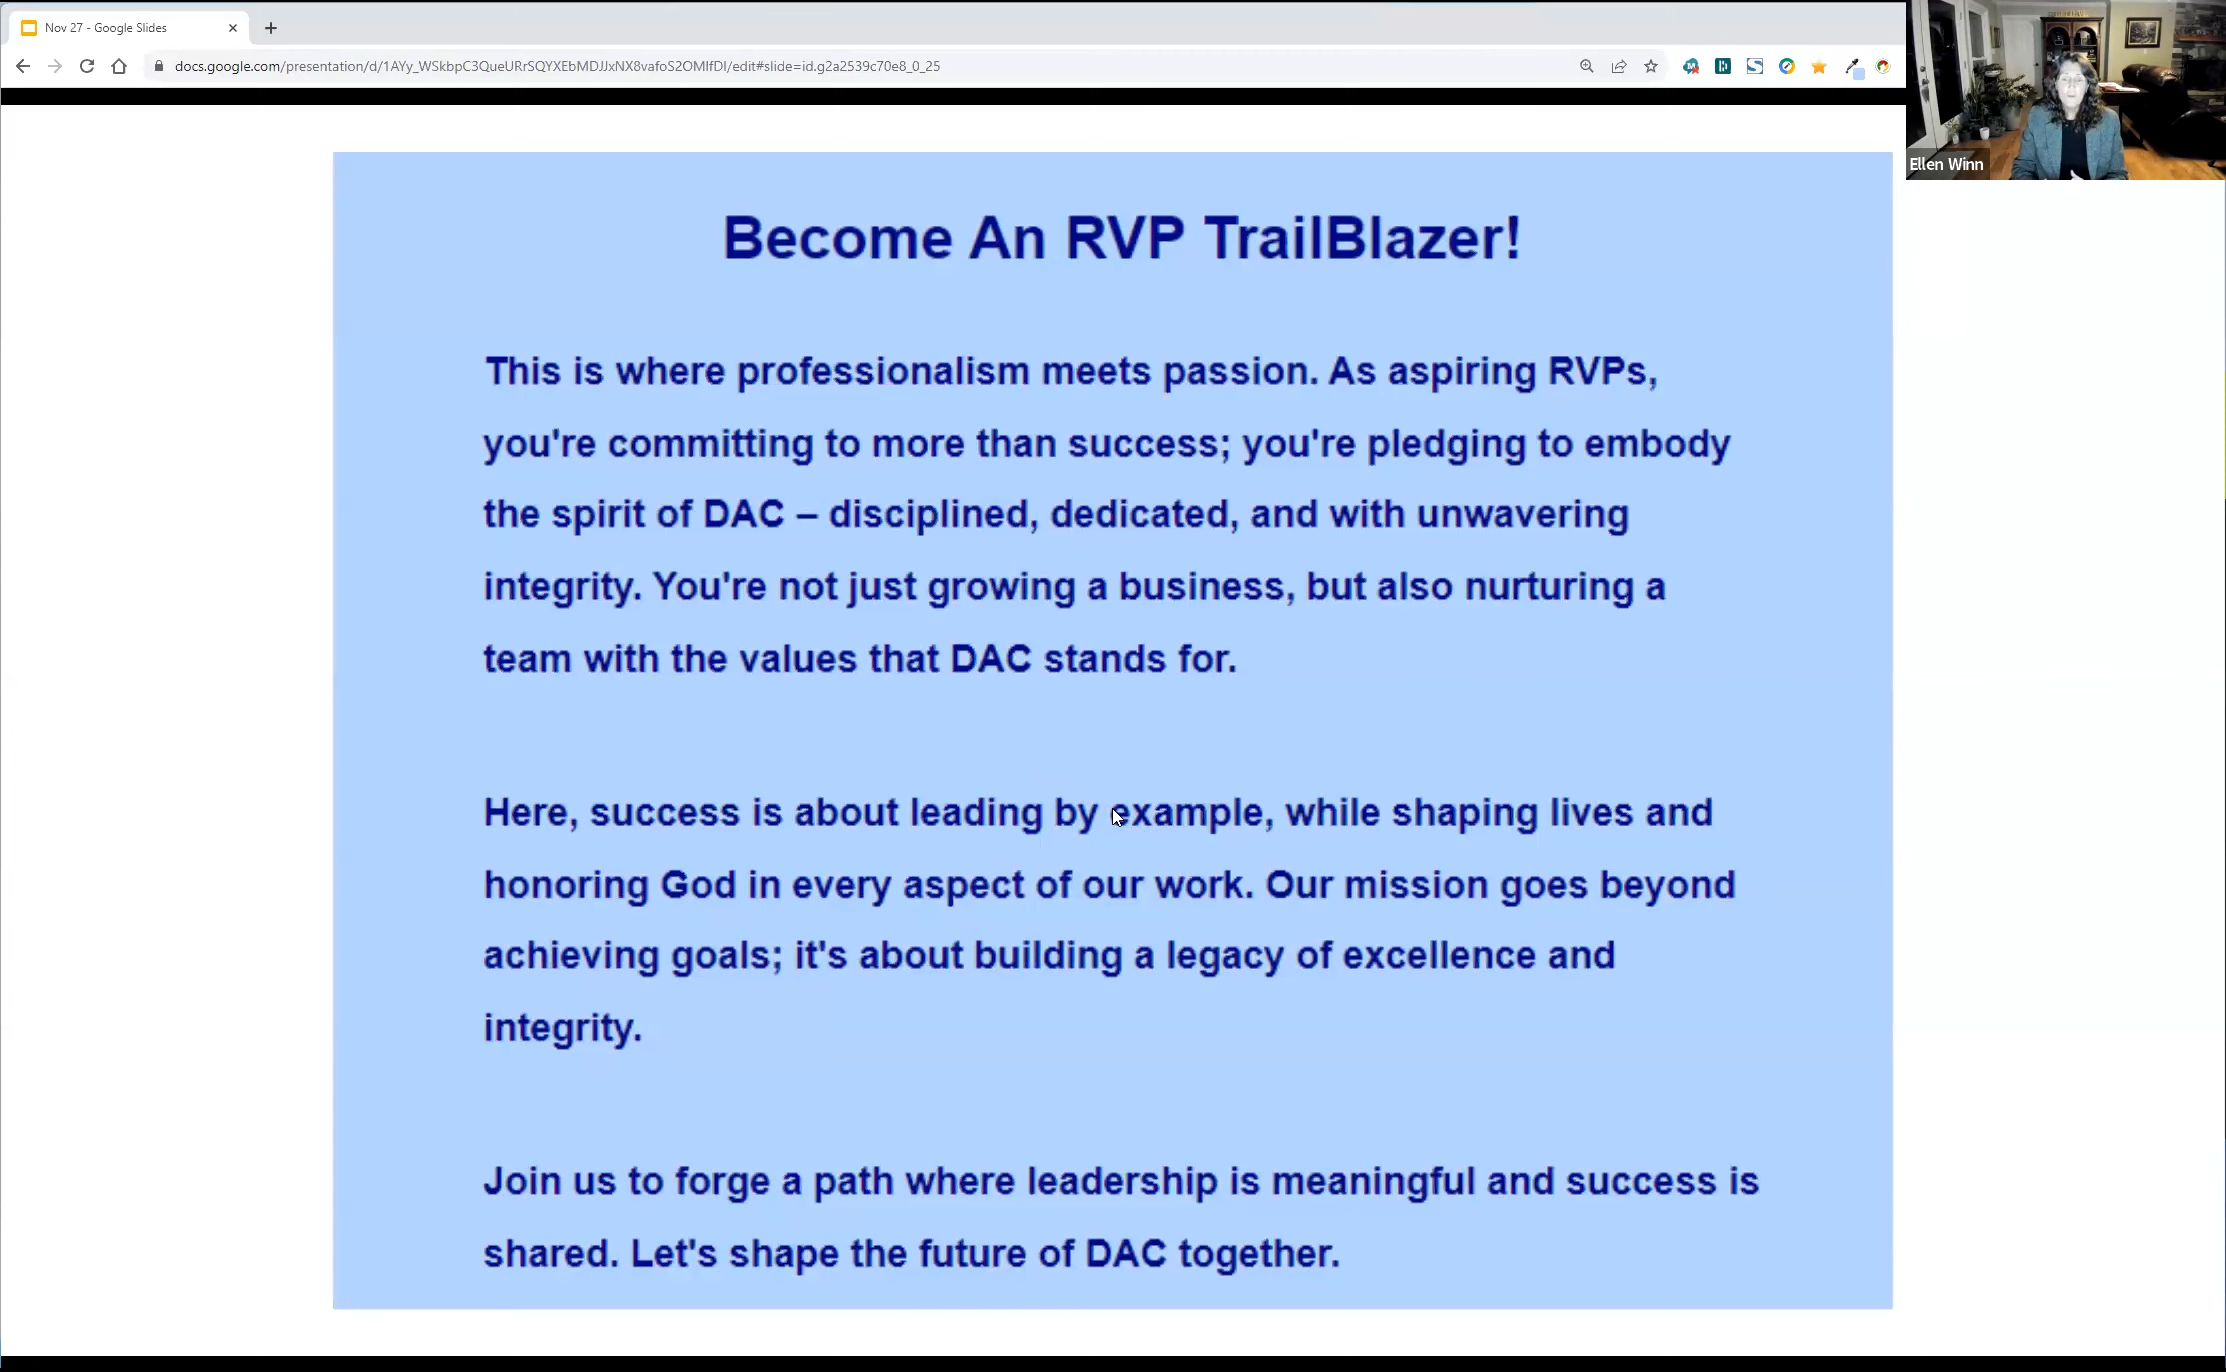 Nov 27 - Google Slides
docs.google.com/presentation/d/1AYy_WSkbpC3QueURrSQYXEbMDJJxNX8vafoS2OMlfDI/edit#slide=id.g2a2539c70e8_0_25
Ellen Winn
Become An RVP TrailBlazer!
This is where professionalism meets passion. As aspiring RVPs,
you're committing to more than success; you're pledging to embody
the spirit of DAC – disciplined, dedicated, and with unwavering
integrity. You're not just growing a business, but also nurturing a
team with the values that DAC stands for.
Here, success is about leading by example, while shaping lives and
honoring God in every aspect of our work. Our mission goes beyond
achieving goals; it's about building a legacy of excellence and
integrity.
Join us to forge a path where leadership is meaningful and success is
shared. Let's shape the future of DAC together.